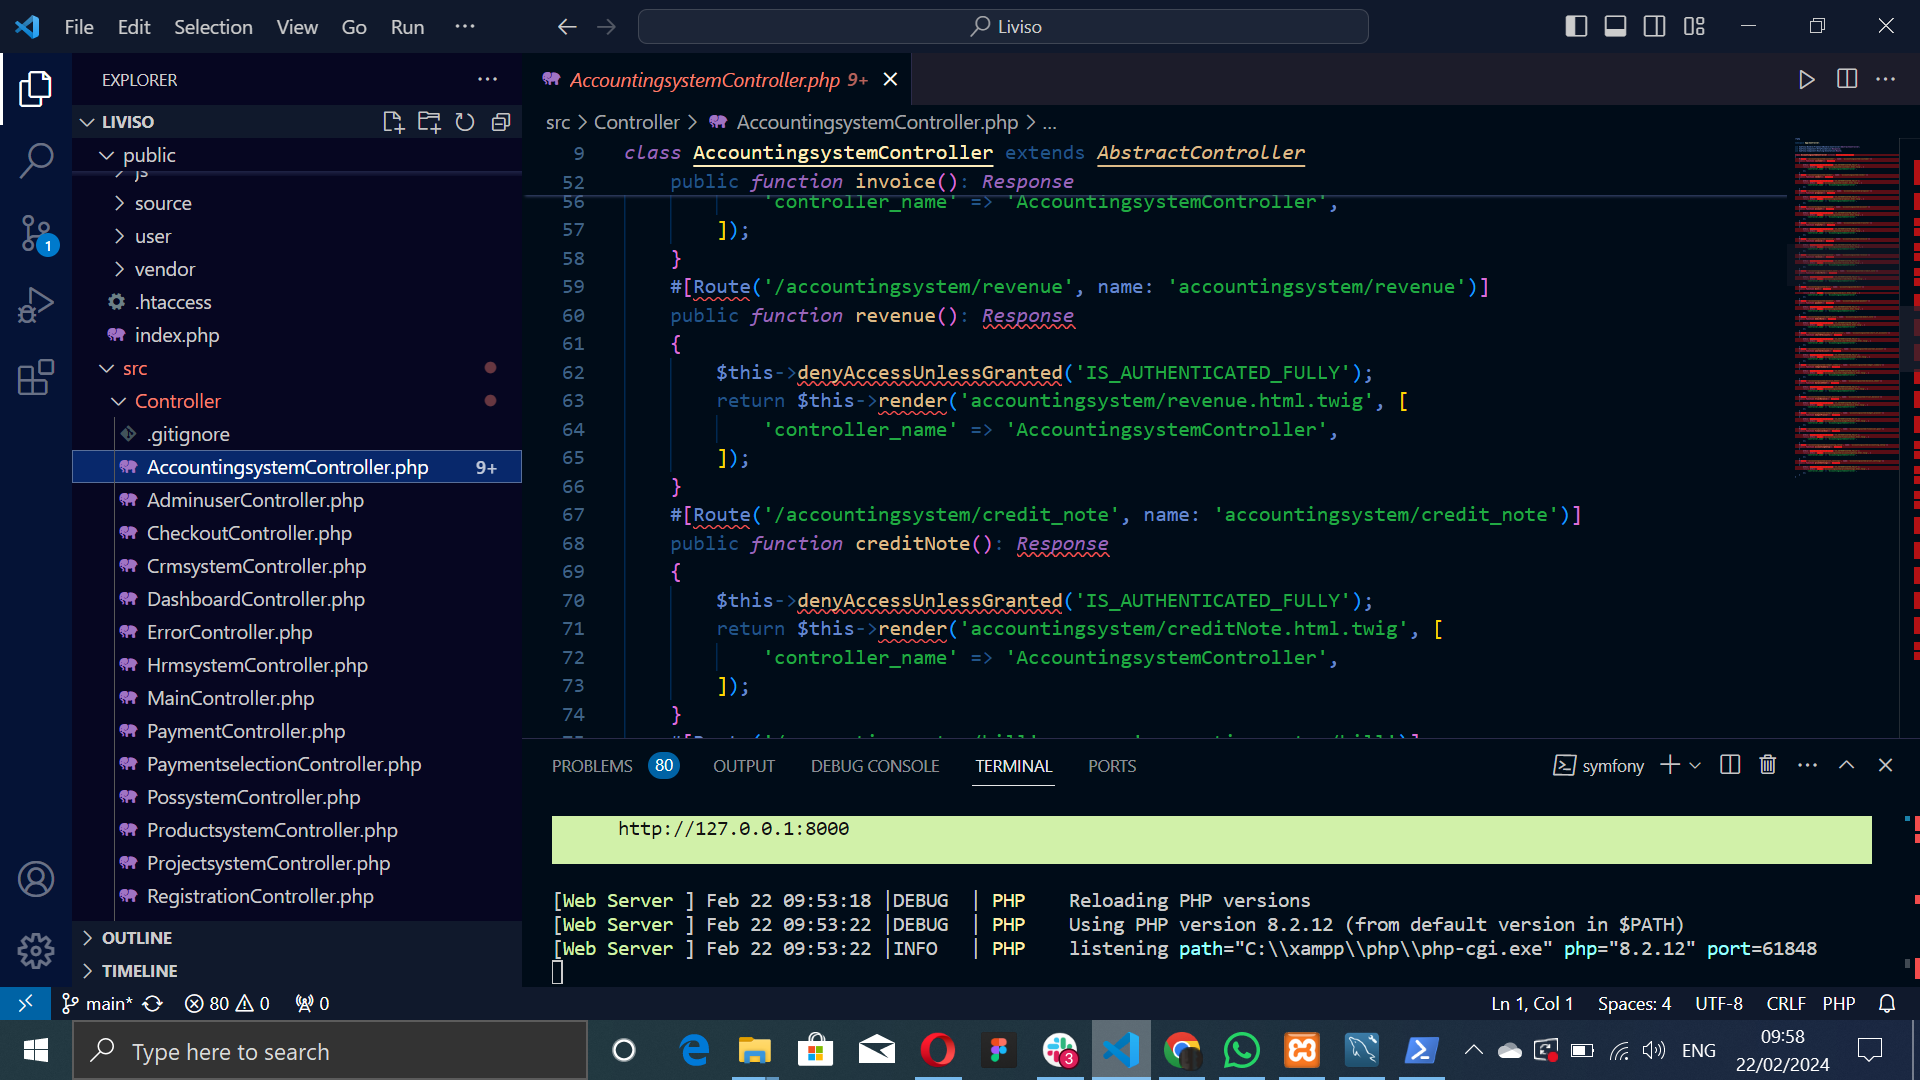 File Edit Selection View Go Run ...
Liviso
EXPLORER
LIVISO
public
js
source
user
vendor
.htaccess
index.php
src
Controller
.gitignore
AccountingsystemController.php 9+
AdminuserController.php
CheckoutController.php
CrmsystemController.php
DashboardController.php
ErrorController.php
HrmsystemController.php
MainController.php
PaymentController.php
PaymentselectionController.php
PossystemController.php
ProductsystemController.php
ProjectsystemController.php
RegistrationController.php
OUTLINE
TIMELINE
1
AccountingsystemController.php 9+
src > Controller > AccountingsystemController.php > ...
9 class AccountingsystemController extends AbstractController
52 public function invoice(): Response
56 'controller_name' => 'AccountingsystemController',
57 ]);
58 }
59 #[Route('/accountingsystem/revenue', name: 'accountingsystem/revenue')]
60 public function revenue(): Response
61 {
62 $this->denyAccessUnlessGranted('IS_AUTHENTICATED_FULLY');
63 return $this->render('accountingsystem/revenue.html.twig', [
64 'controller_name' => 'AccountingsystemController',
65 ]);
66 }
67 #[Route('/accountingsystem/credit_note', name: 'accountingsystem/credit_note')]
68 public function creditNote(): Response
69 {
70 $this->denyAccessUnlessGranted('IS_AUTHENTICATED_FULLY');
71 return $this->render('accountingsystem/creditNote.html.twig', [
72 'controller_name' => 'AccountingsystemController',
73 ]);
74 }
PROBLEMS 80 OUTPUT DEBUG CONSOLE TERMINAL PORTS
symfony
http://127.0.0.1:8000
[Web Server ] Feb 22 09:53:18 |DEBUG | PHP Reloading PHP versions
[Web Server ] Feb 22 09:53:22 |DEBUG | PHP Using PHP version 8.2.12 (from default version in $PATH)
[Web Server ] Feb 22 09:53:22 |INFO | PHP listening path="C:\\xampp\\php\\php-cgi.exe" php="8.2.12" port=61848
main* 80 0 0
Ln 1, Col 1 Spaces: 4 UTF-8 CRLF PHP
Type here to search
3
ENG
09:58
22/02/2024